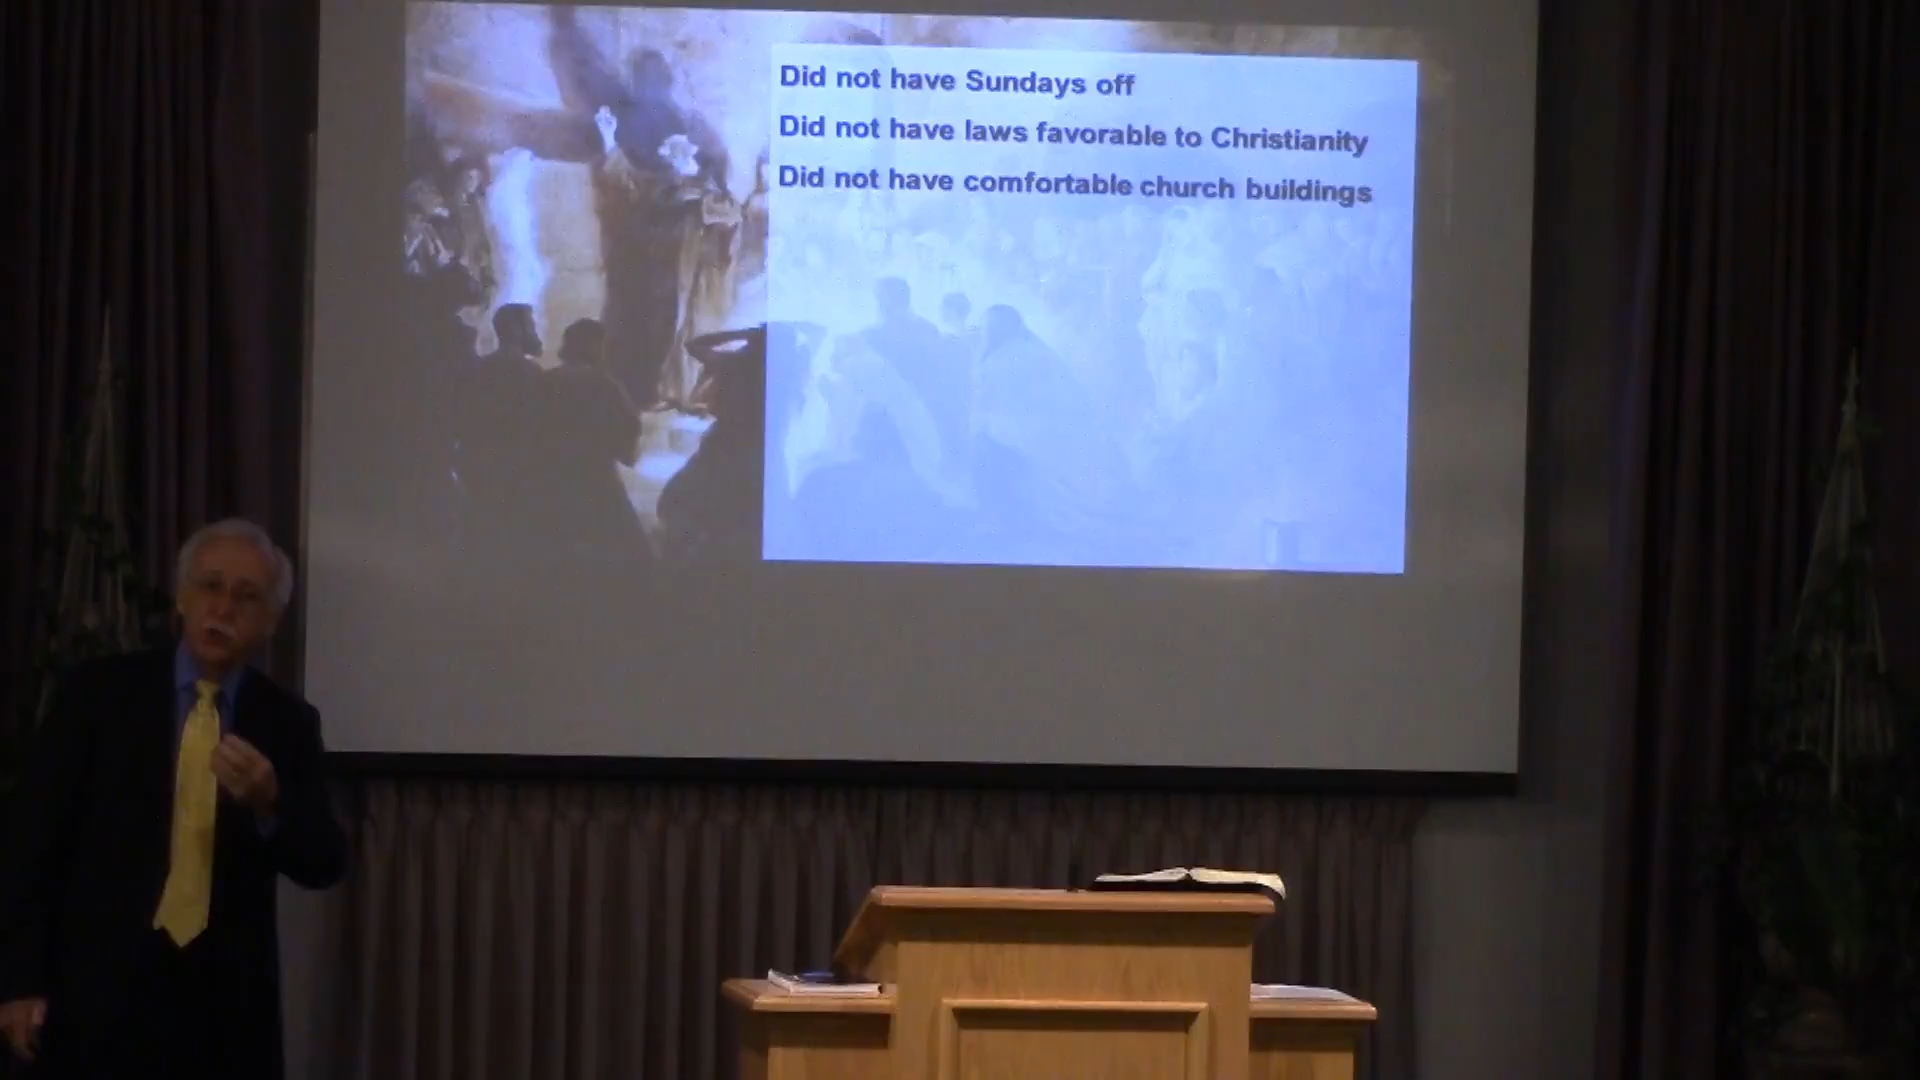 Did not have Sundays off
Did not have laws favorable to Christianity
Did not have comfortable church buildings